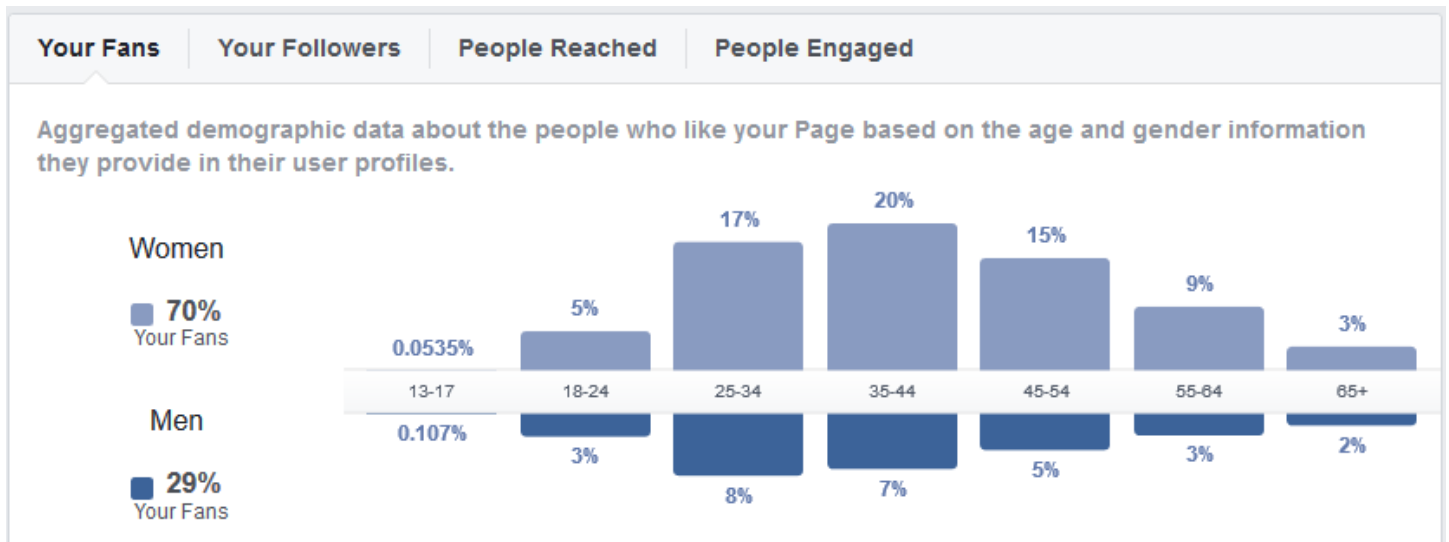 Your Fans Your Followers People Reached People Engaged
Aggregated demographic data about the people who like your Page based on the age and gender information
they provide in their user profiles.
Women
70%
Your Fans
0.0535% 5% 17% 20% 15% 9% 3%
13-17 18-24 25-34 35-44 45-54 55-64 65+
Men
29%
Your Fans
0.107% 3% 8% 7% 5% 3% 2%